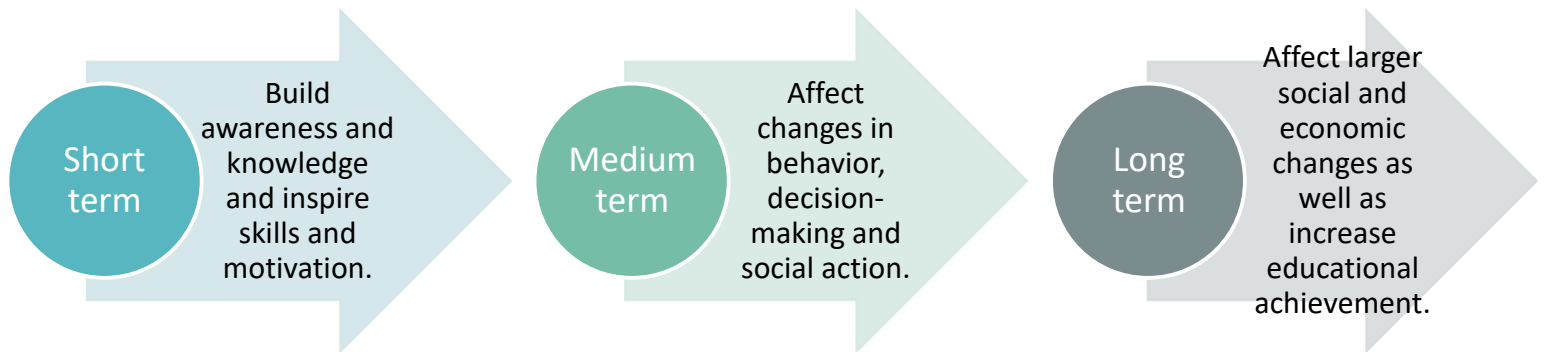 Short
term
Build
awareness and
knowledge
and inspire
skills and
motivation.
Medium
term
Affect
changes in
behavior,
decision-
making and
social action.
Long
term
Affect larger
social and
economic
changes as
well as
increase
educational
achievement.